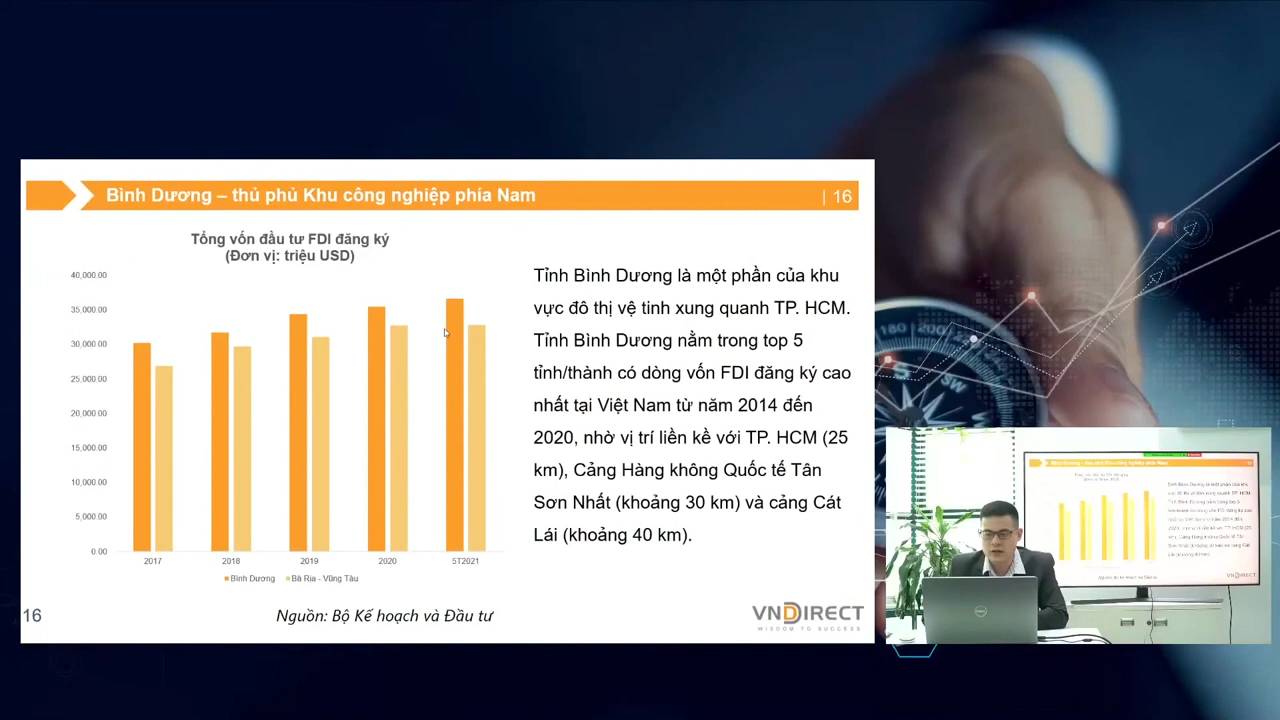 Bình Dương – thủ phủ Khu công nghiệp phía Nam
| 16
Tổng vốn đầu tư FDI đăng ký
(Đơn vị: triệu USD)
40,000.00
35,000.00
30,000.00
25,000.00
20,000.00
15,000.00
10,000.00
5,000.00
0.00
2017
2018
2019
2020
5T2021
Bình Dương
Bà Rịa - Vũng Tàu
Tỉnh Bình Dương là một phần của khu
vực đô thị vệ tinh xung quanh TP. HCM.
Tỉnh Bình Dương nằm trong top 5
tỉnh/thành có dòng vốn FDI đăng ký cao
nhất tại Việt Nam từ năm 2014 đến
2020, nhờ vị trí liền kề với TP. HCM (25
km), Cảng Hàng không Quốc tế Tân
Sơn Nhất (khoảng 30 km) và cảng Cát
Lái (khoảng 40 km).
16
Nguồn: Bộ Kế hoạch và Đầu tư
VNDIRECT
WISDOM TO SUCCESS
180
200
SW